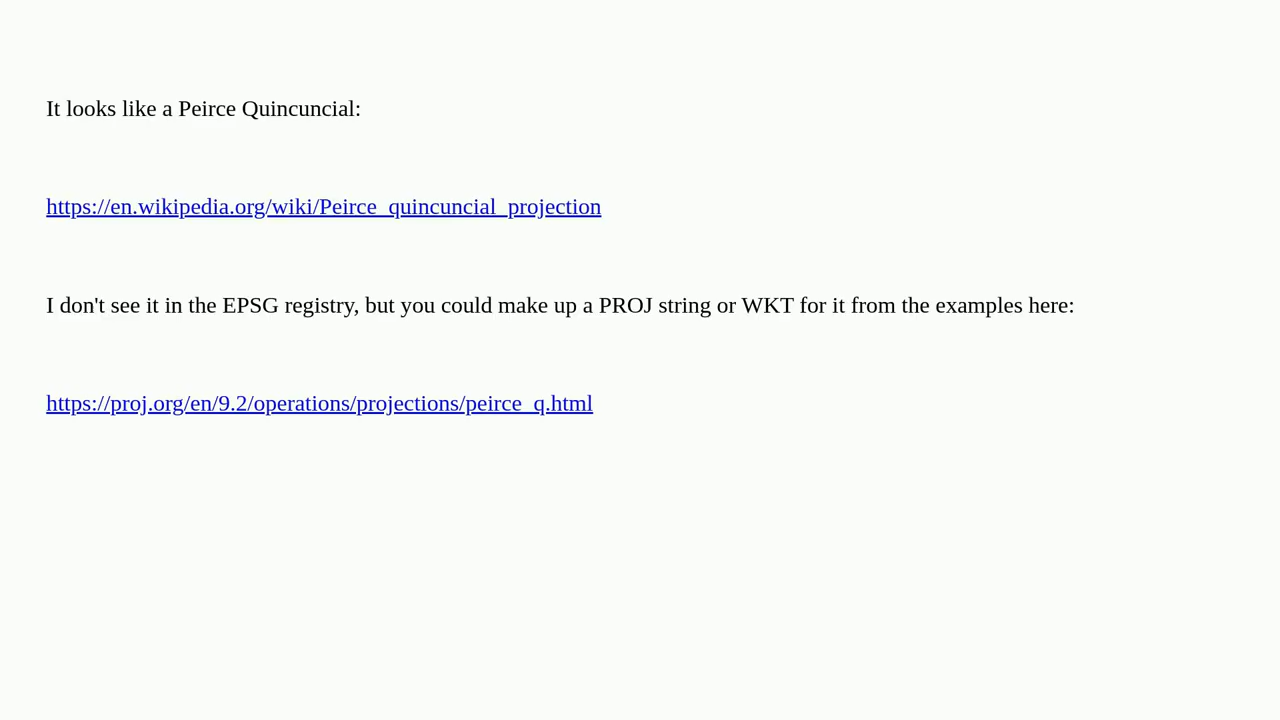 It looks like a Peirce Quincuncial:
https://en.wikipedia.org/wiki/Peirce_quincuncial_projection
I don't see it in the EPSG registry, but you could make up a PROJ string or WKT for it from the examples here:
https://proj.org/en/9.2/operations/projections/peirce_q.html